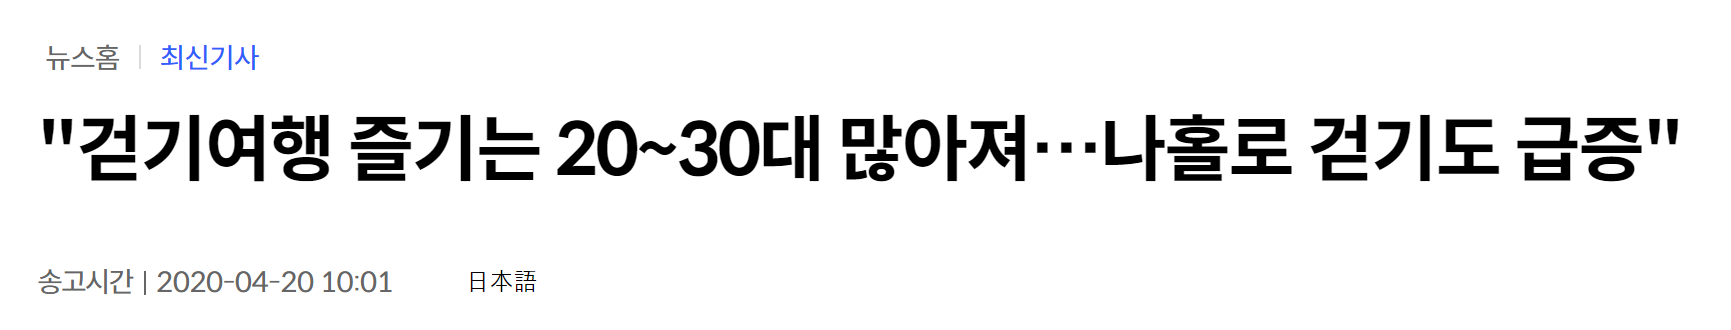 뉴스홈 | 최신기사
"걷기여행 즐기는 20~30대 많아져…나홀로 걷기도 급증"
송고시간 | 2020-04-20 10:01 日本語